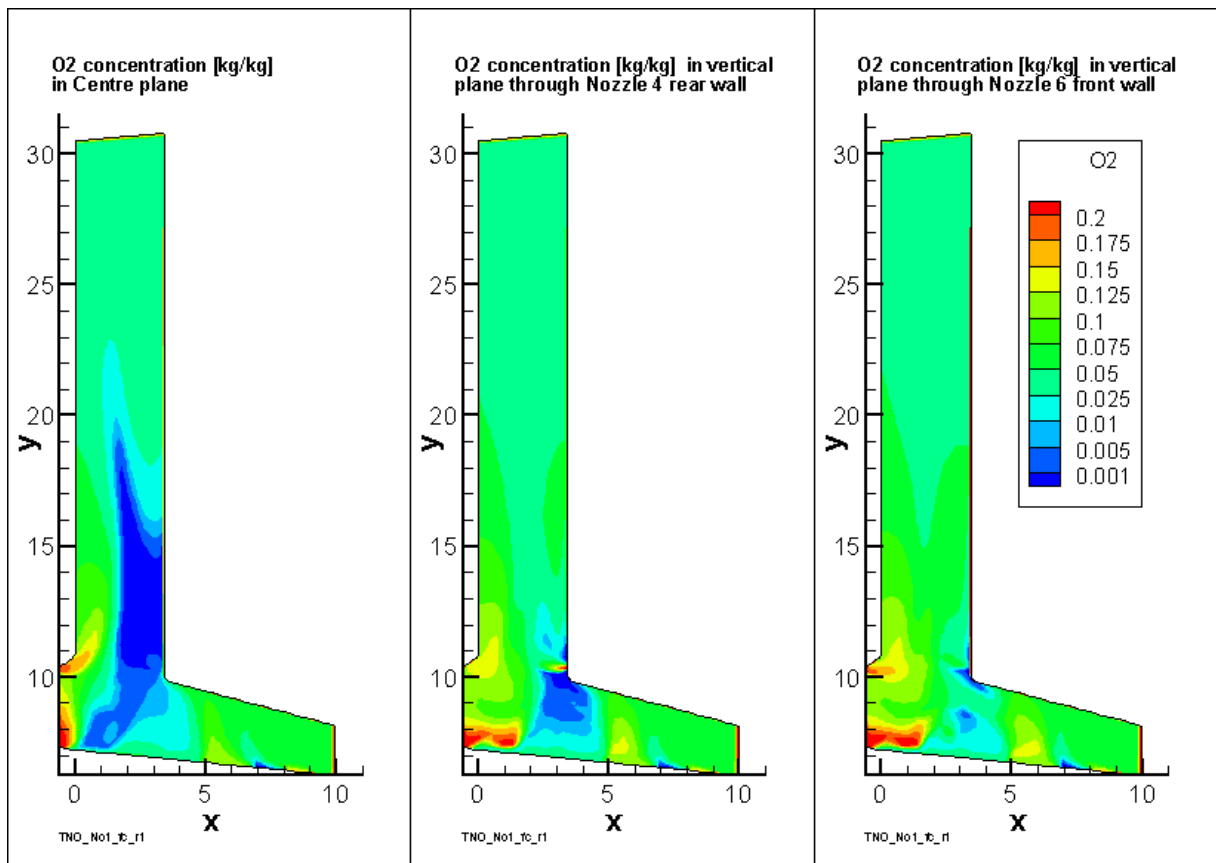 O2 concentration [kg/kg]
in Centre plane
30
25
20
15
10
y
0 5 10
x
TNO_No1_fc_r1
O2 concentration [kg/kg] in vertical
plane through Nozzle 4 rear wall
30
25
20
15
10
y
0 5 10
x
TNO_No1_fc_r1
O2 concentration [kg/kg] in vertical
plane through Nozzle 6 front wall
30
25
20
15
10
y
0 5 10
x
TNO_No1_fc_r1
O2
0.2
0.175
0.15
0.125
0.1
0.075
0.05
0.025
0.01
0.005
0.001